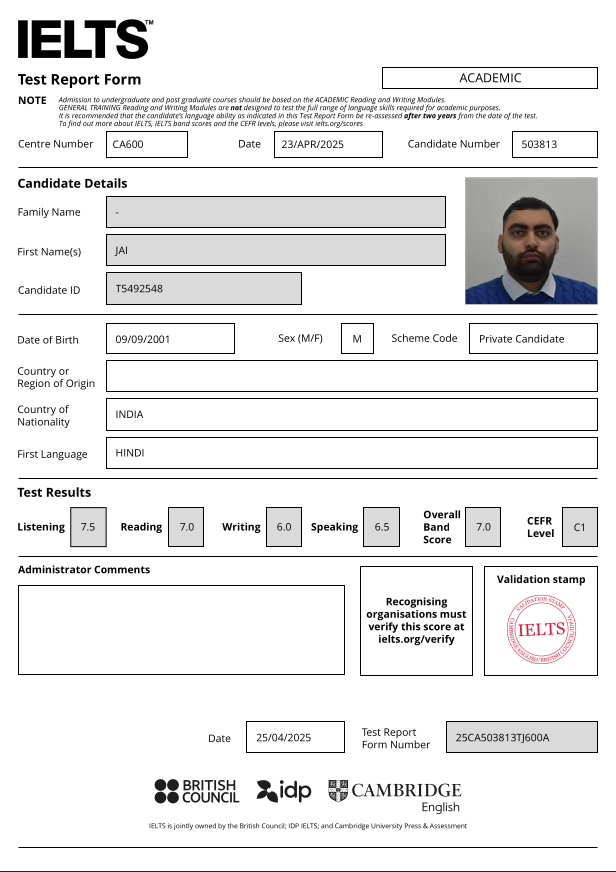 IELTS™
Test Report Form
ACADEMIC
NOTE
Admission to undergraduate and post graduate courses should be based on the ACADEMIC Reading and Writing Modules.
GENERAL TRAINING Reading and Writing Modules are not designed to test the full range of language skills required for academic purposes.
It is recommended that the candidate's language ability as indicated in this Test Report Form be re-assessed after two years from the date of the test.
To find out more about IELTS, IELTS band scores and the CEFR levels, please visit ielts.org/scores
Centre Number CA600 Date 23/APR/2025 Candidate Number 503813
Candidate Details
Family Name -
First Name(s) JAI
Candidate ID T5492548
Date of Birth 09/09/2001 Sex (M/F) M Scheme Code Private Candidate
Country or
Region of Origin
Country of
Nationality
INDIA
First Language HINDI
Test Results
Listening 7.5 Reading 7.0 Writing 6.0 Speaking 6.5
Overall
Band
Score
7.0
CEFR
Level
C1
Administrator Comments
Recognising
organisations must
verify this score at
ielts.org/verify
Validation stamp
VALIDATION STAMP
IELTS
CAMBRIDGE ENGLISH/BRITISH COUNCIL
Date 25/04/2025
Test Report
Form Number
25CA503813TJ600A
BRITISH
COUNCIL
idp
CAMBRIDGE
English
IELTS is jointly owned by the British Council; IDP IELTS; and Cambridge University Press & Assessment